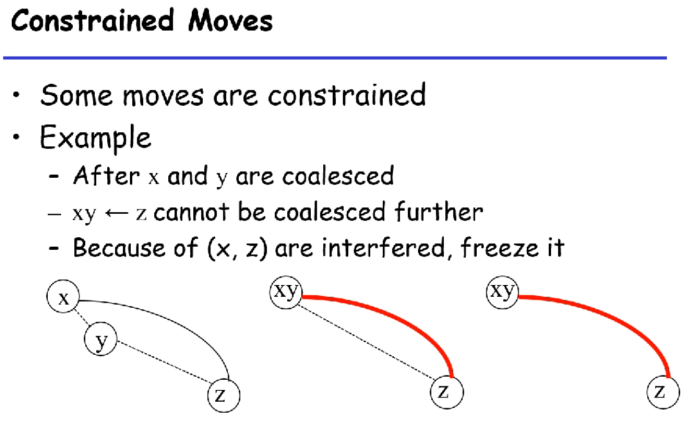 Constrained Moves
• Some moves are constrained
• Example
- After x and y are coalesced
– xy ← z cannot be coalesced further
- Because of (x, z) are interfered, freeze it
x
y
z
xy
z
xy
z